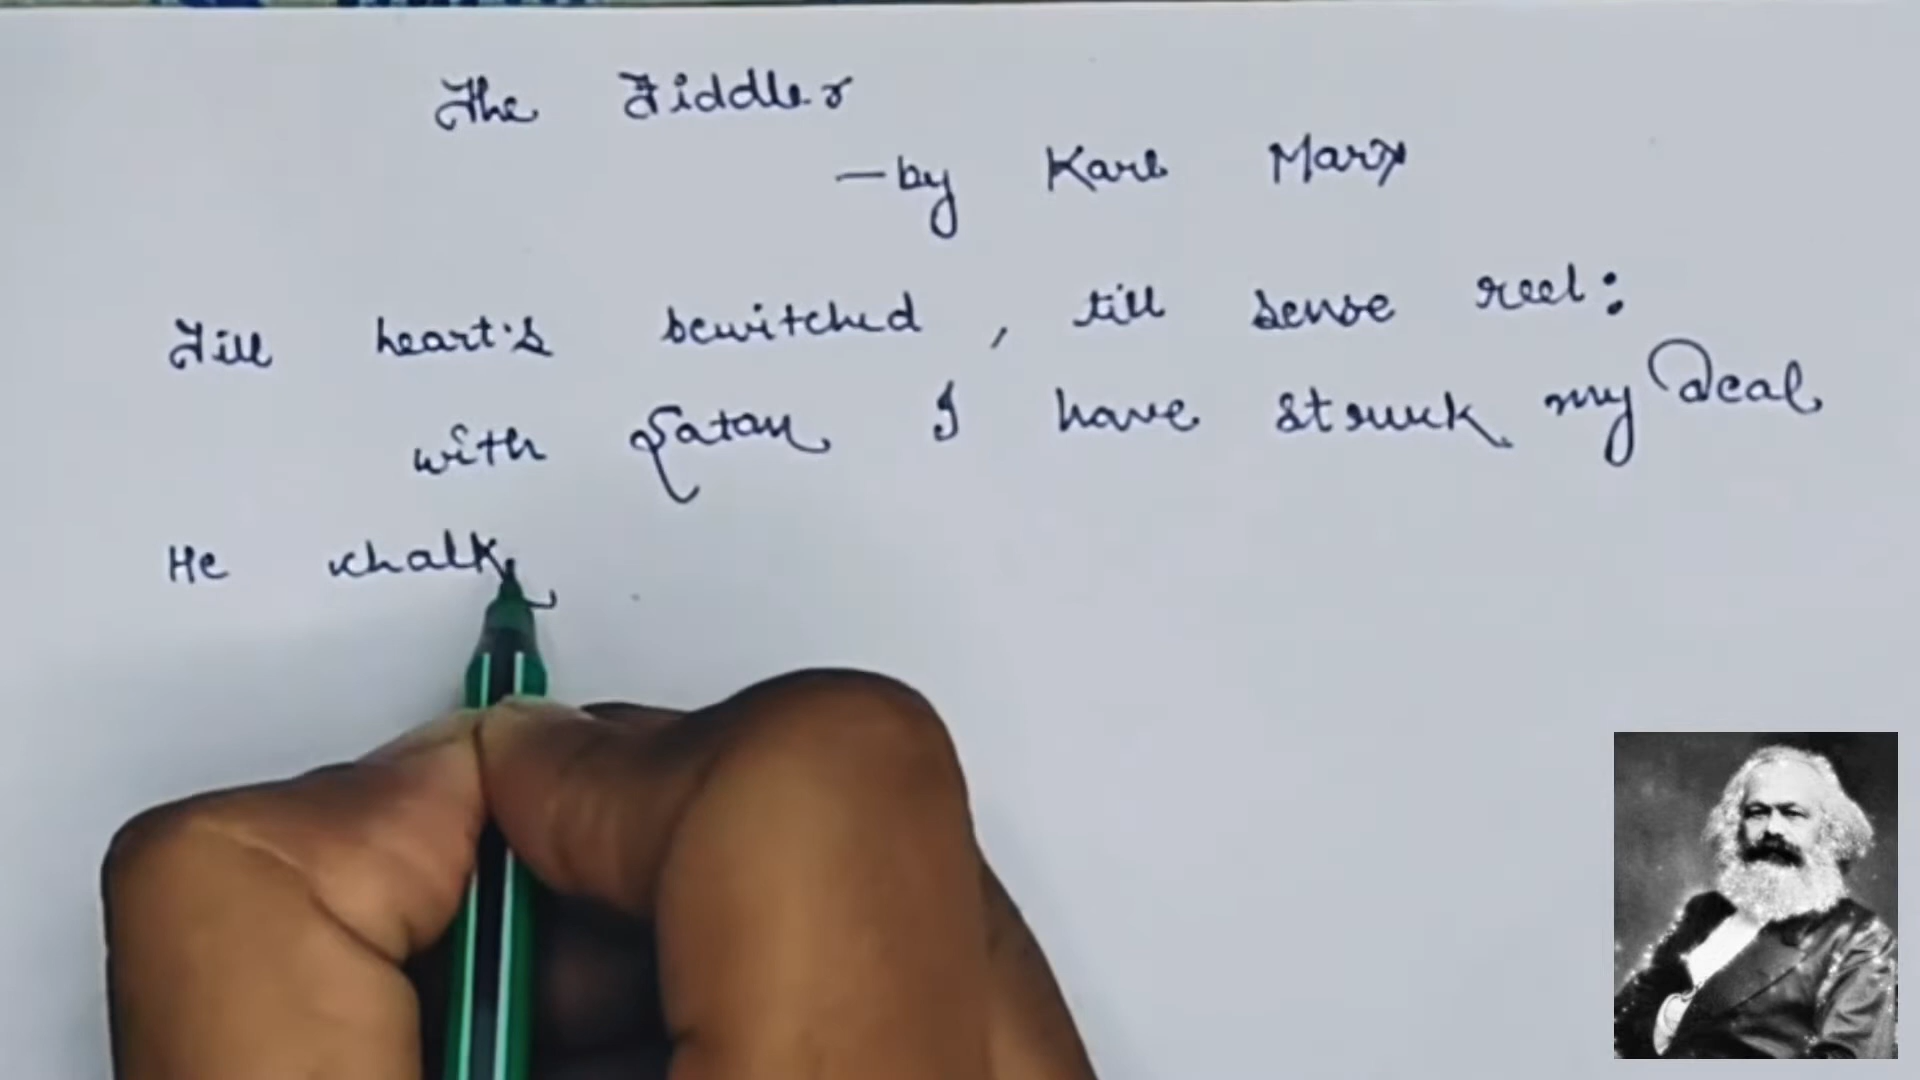 The Fiddler
—by Karl Marx
Till heart's bewitched, till sense reel:
with Satan I have struck my deal
He chalk